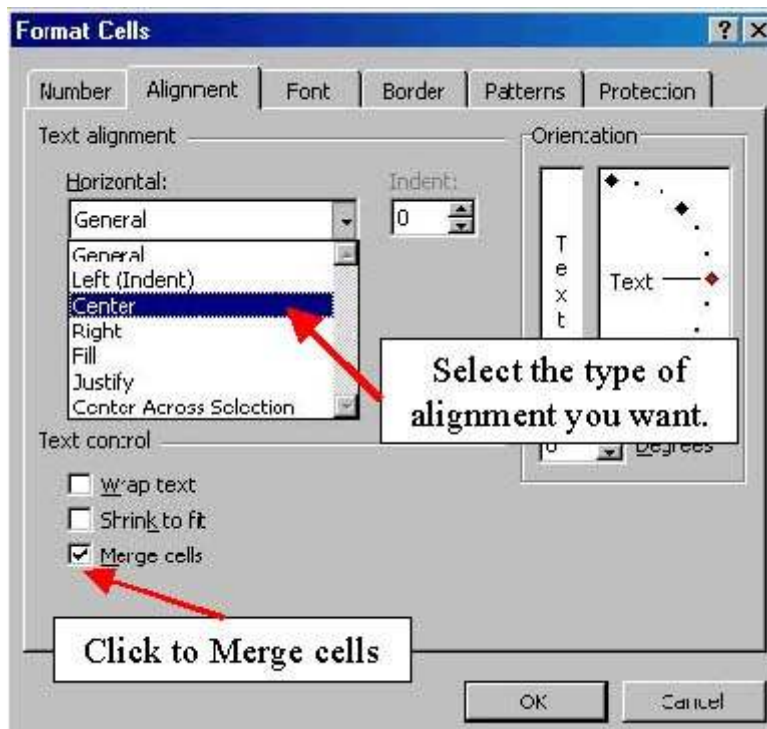 Format Cells
Number Alignment Font Border Patterns Protection
Text alignment
Orientation
Horizontal:
Indent:
General
0
General
Left (Indent)
Center
Right
Fill
Justify
Center Across Selection
T
e
x
t
Text
Select the type of
alignment you want.
Text control
0 Degrees
Wrap text
Shrink to fit
Merge cells
Click to Merge cells
OK Cancel